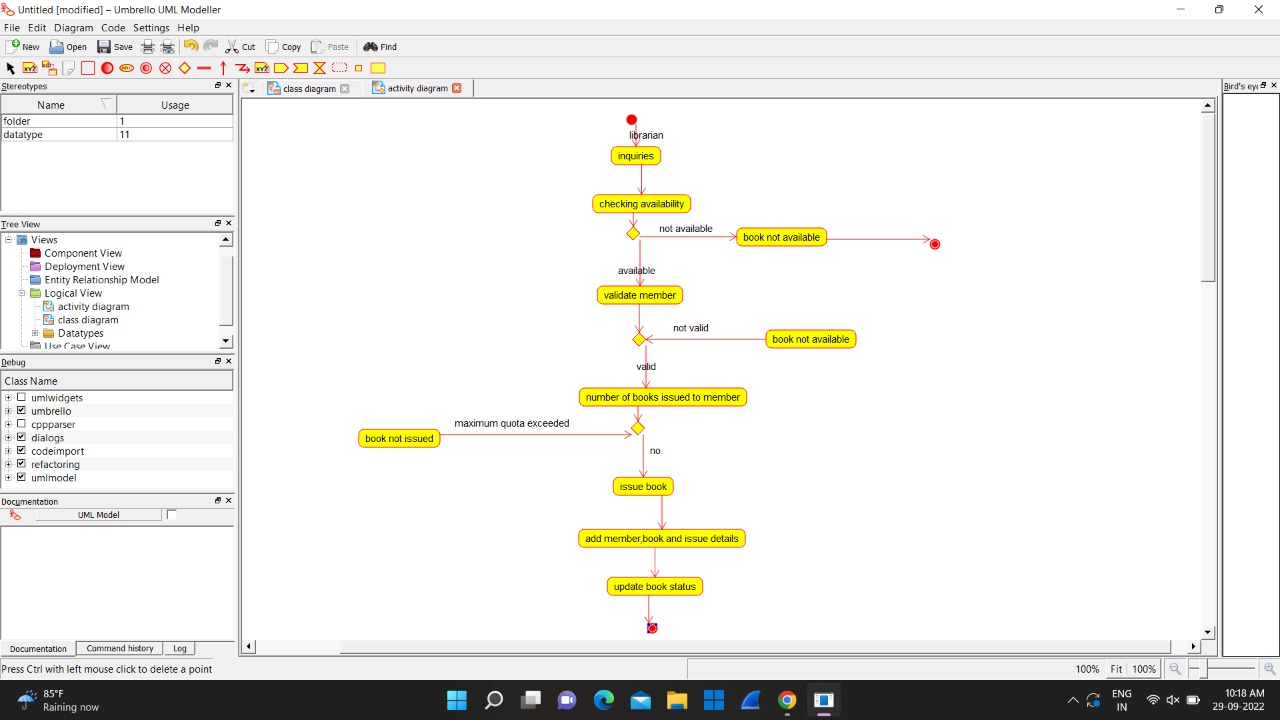 Untitled [modified] – Umbrello UML Modeller
File Edit Diagram Code Settings Help
New Open Save Cut Copy Paste Find
Stereotypes
Name Usage
folder 1
datatype 11
Tree View
Views
Component View
Deployment View
Entity Relationship Model
Logical View
activity diagram
class diagram
Datatypes
Use Case View
Debug
Class Name
umlwidgets
umbrello
cppparser
dialogs
codeimport
refactoring
umlmodel
Documentation
UML Model
Documentation Command history Log
Press Ctrl with left mouse click to delete a point
class diagram activity diagram
librarian
inquiries
checking availability
not available
book not available
available
validate member
not valid
book not available
valid
number of books issued to member
maximum quota exceeded
book not issued
no
issue book
add member,book and issue details
update book status
Bird's eye
100% Fit 100%
85°F
Raining now
ENG
IN
10:18 AM
29-09-2022